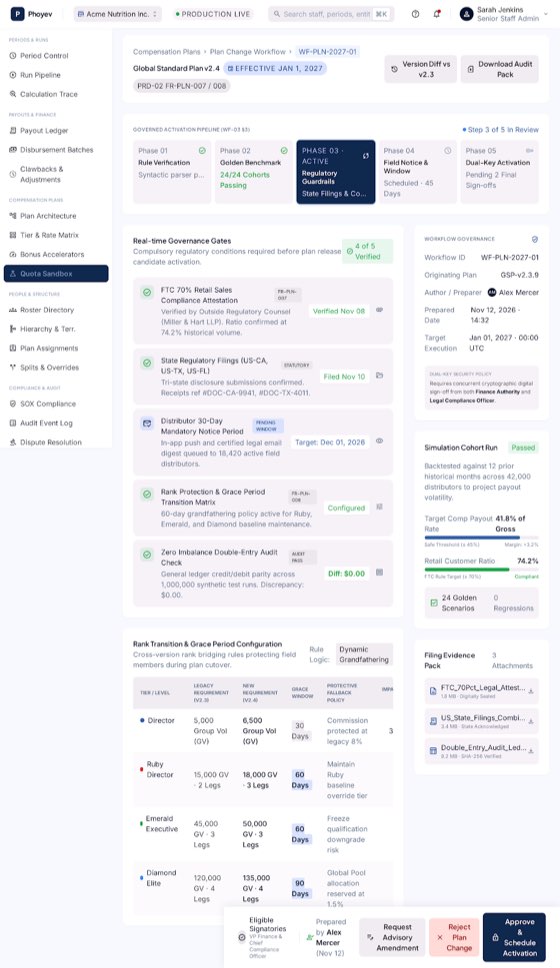 P Phoyev
Acme Nutrition Inc.
PRODUCTION LIVE
Search staff, periods, entit
⌘K
Sarah Jenkins
Senior Staff Admin
PERIODS & RUNS
Period Control
Run Pipeline
Calculation Trace
PAYOUTS & FINANCE
Payout Ledger
Disbursement Batches
Clawbacks &
Adjustments
COMPENSATION PLANS
Plan Architecture
Tier & Rate Matrix
Bonus Accelerators
Quota Sandbox
PEOPLE & STRUCTURE
Roster Directory
Hierarchy & Terr.
Plan Assignments
Splits & Overrides
COMPLIANCE & AUDIT
SOX Compliance
Audit Event Log
Dispute Resolution
Compensation Plans › Plan Change Workflow › WF-PLN-2027-01
Global Standard Plan v2.4
EFFECTIVE JAN 1, 2027
PRD-02 FR-PLN-007 / 008
Version Diff vs
v2.3
Download Audit
Pack
GOVERNED ACTIVATION PIPELINE (WF-03 S3)
Step 3 of 5 In Review
Phase 01
Rule Verification
Syntactic parser p...
Phase 02
Golden Benchmark
24/24 Cohorts
Passing
PHASE 03 ·
ACTIVE
Regulatory
Guardrails
State Filings & Co...
Phase 04
Field Notice &
Window
Scheduled · 45
Days
Phase 05
Dual-Key Activation
Pending 2 Final
Sign-offs
Real-time Governance Gates
Compulsory regulatory conditions required before plan release
candidate activation.
4 of 5
Verified
FTC 70% Retail Sales
Compliance Attestation
FR-PLN-
007
Verified by Outside Regulatory Counsel
(Miller & Hart LLP). Ratio confirmed at
74.2% historical volume.
Verified Nov 08
State Regulatory Filings (US-CA,
US-TX, US-FL)
STATUTORY
Tri-state disclosure submissions confirmed.
Receipts ref #DOC-CA-9941, #DOC-TX-4011.
Filed Nov 10
Distributor 30-Day
Mandatory Notice Period
PENDING
WINDOW
In-app push and certified legal email
digest queued to 18,420 active field
distributors.
Target: Dec 01, 2026
Rank Protection & Grace Period
Transition Matrix
FR-PLN-
008
60-day grandfathering policy active for Ruby,
Emerald, and Diamond baseline maintenance.
Configured
Zero Imbalance Double-Entry Audit
Check
AUDIT
PASS
General ledger credit/debit parity across
1,000,000 synthetic test runs. Discrepancy:
$0.00.
Diff: $0.00
WORKFLOW GOVERNANCE
Workflow ID
WF-PLN-2027-01
Originating Plan
GSP-v2.3.9
Author / Preparer
AM Alex Mercer
Prepared
Date
Nov 12, 2026 ·
14:32
Target
Execution
Jan 01, 2027 · 00:00
UTC
DUAL-KEY SECURITY POLICY
Requires concurrent cryptographic digital
sign-off from both Finance Authority and
Legal Compliance Officer.
Simulation Cohort Run
Passed
Backtested against 12 prior
historical months across 42,000
distributors to project payout
volatility.
Target Comp Payout
Rate
41.8% of
Gross
Safe Threshold (≤ 45%)
Margin: +3.2%
Retail Customer Ratio
74.2%
FTC Rule Target (≥ 70%)
Compliant
24 Golden
Scenarios
0
Regressions
Filing Evidence
Pack
3
Attachments
FTC_70Pct_Legal_Attest...
1.8 MB · Digitally Sealed
US_State_Filings_Combi...
3.4 MB · State Acknowledged
Double_Entry_Audit_Led...
8.2 MB · SHA-256 Verified
Rank Transition & Grace Period Configuration
Cross-version rank bridging rules protecting field
members during plan cutover.
Rule
Logic:
Dynamic
Grandfathering
TIER / LEVEL
LEGACY
REQUIREMENT
(V2.3)
NEW
REQUIREMENT
(V2.4)
GRACE
WINDOW
PROTECTIVE
FALLBACK
POLICY
IMPA
Director
5,000
Group Vol
(GV)
6,500
Group Vol
(GV)
30
Days
Commission
protected at
legacy 8%
3
Ruby
Director
15,000 GV
· 2 Legs
18,000 GV
· 3 Legs
60
Days
Maintain
Ruby
baseline
override tier
Emerald
Executive
45,000
GV · 3
Legs
50,000
GV · 3
Legs
60
Days
Freeze
qualification
downgrade
risk
Diamond
Elite
120,000
GV · 4
Legs
135,000
GV · 4
Legs
90
Days
Global Pool
allocation
reserved at
1.5%
Eligible
Signatories
VP Finance &
Chief
Compliance
Officer
Prepared
by Alex
Mercer
(Nov 12)
Request
Advisory
Amendment
Reject
Plan
Change
Approve
&
Schedule
Activation